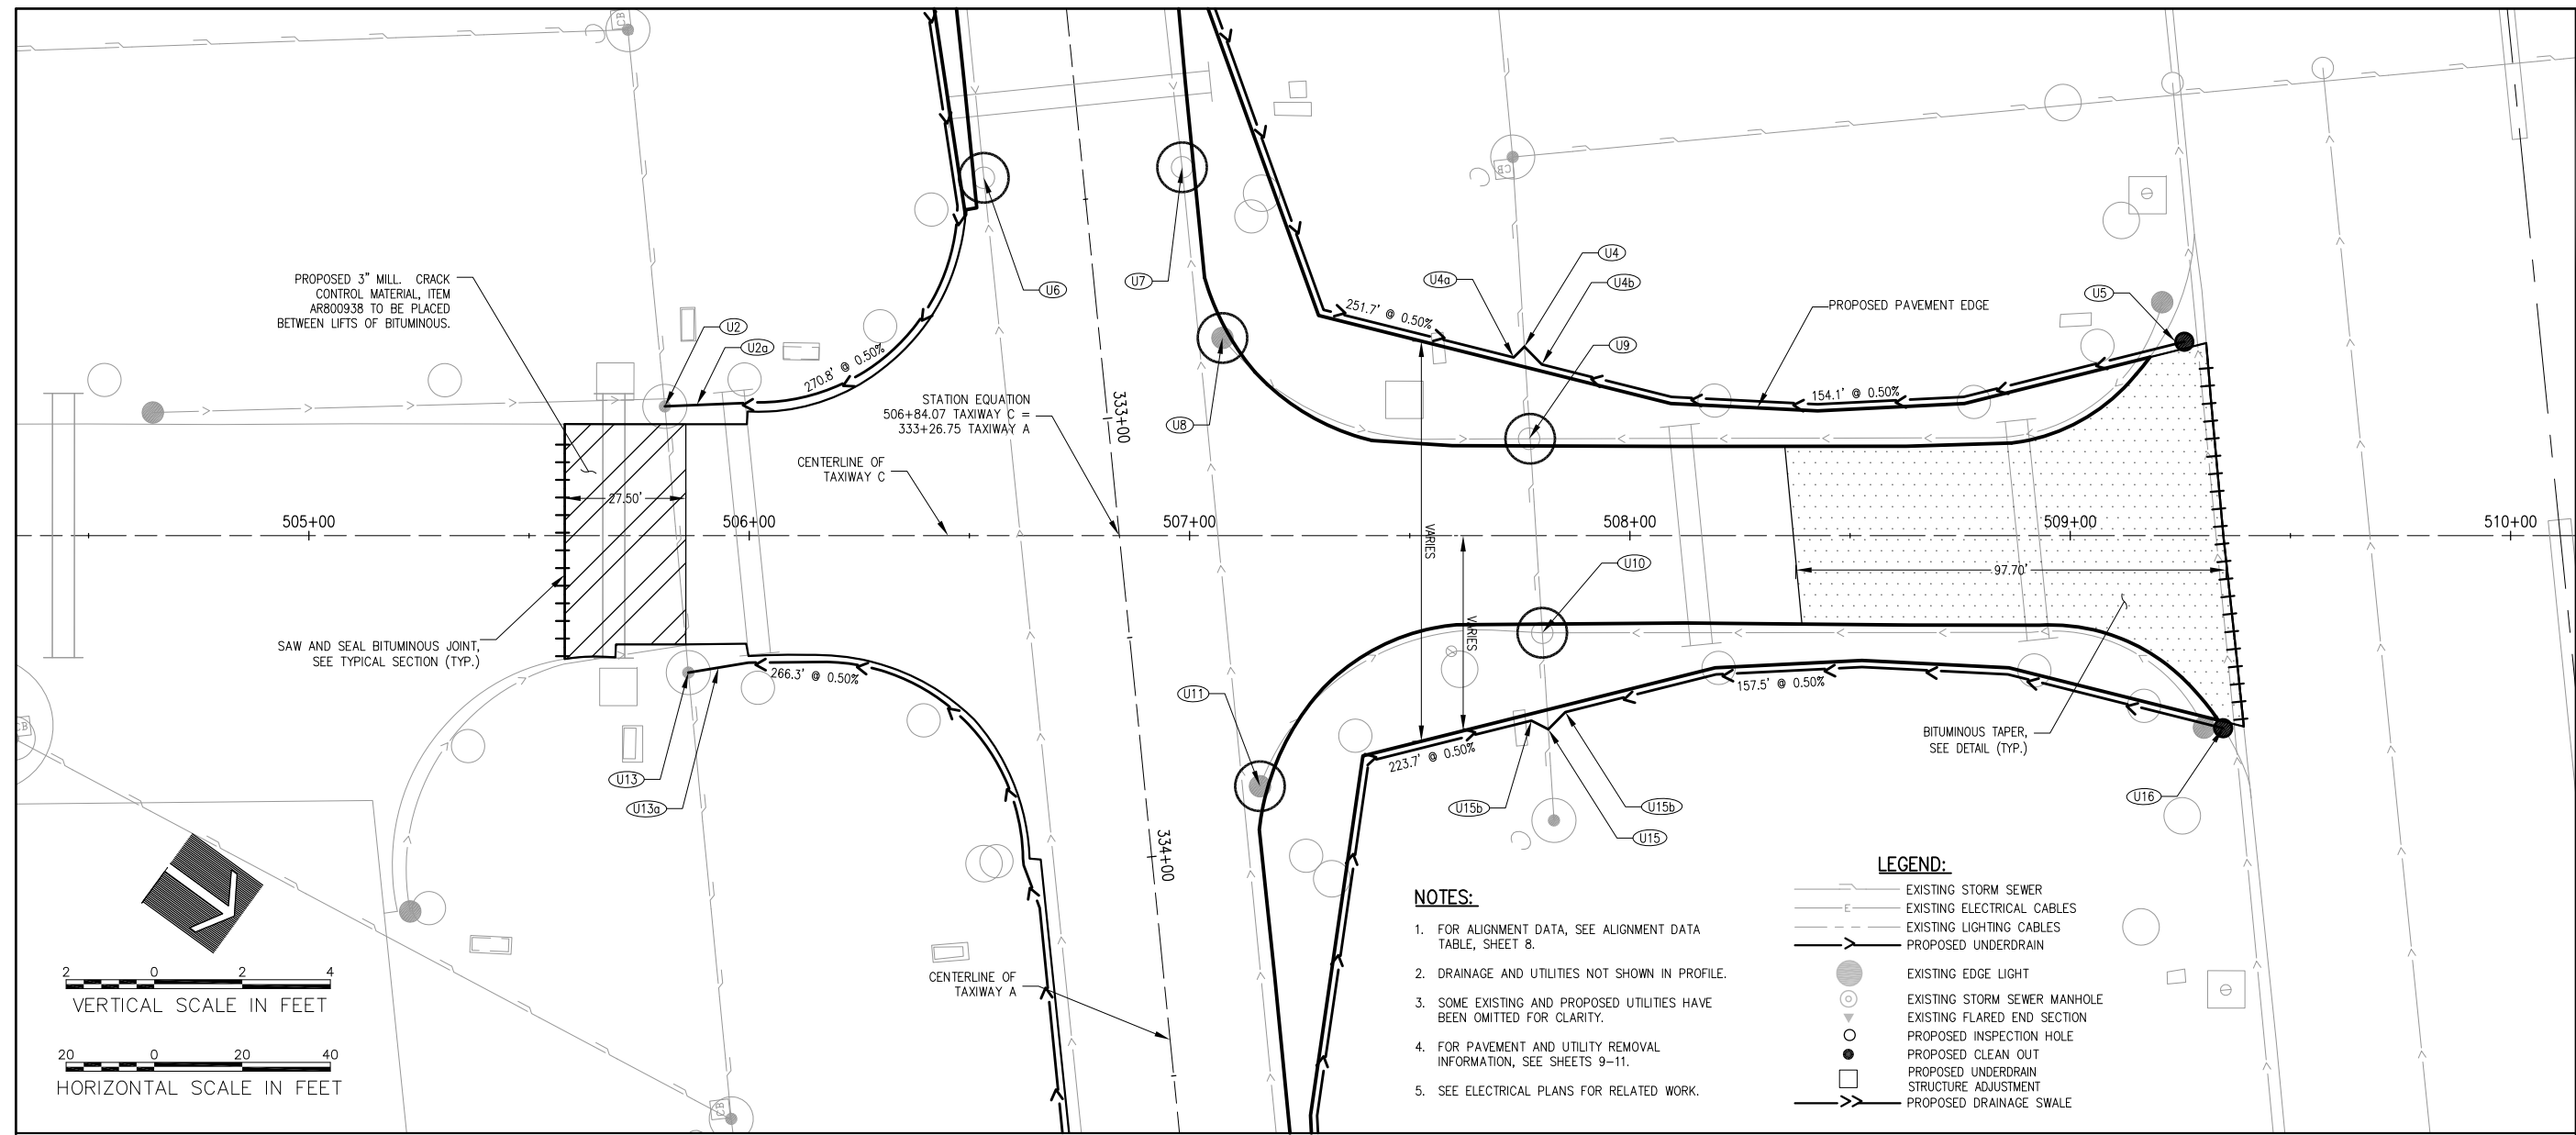 CB
CB
PROPOSED 3" MILL. CRACK
CONTROL MATERIAL, ITEM
AR800938 TO BE PLACED
BETWEEN LIFTS OF BITUMINOUS.
U2
U2a
270.8' @ 0.50%
U6
U7
U8
STATION EQUATION
506+84.07 TAXIWAY C =
333+26.75 TAXIWAY A
333+00
CENTERLINE OF
TAXIWAY C
U4a
U4
U4b
251.7' @ 0.50%
U9
PROPOSED PAVEMENT EDGE
U5
154.1' @ 0.50%
27.50'
505+00
506+00
507+00
508+00
509+00
510+00
VARIES
VARIES
U10
97.70'
SAW AND SEAL BITUMINOUS JOINT,
SEE TYPICAL SECTION (TYP.)
266.3' @ 0.50%
U13
U13a
U11
223.7' @ 0.50%
157.5' @ 0.50%
BITUMINOUS TAPER,
SEE DETAIL (TYP.)
U16
U15b
U15b
U15
CB
334+00
CENTERLINE OF
TAXIWAY A
CB
2 0 2 4
VERTICAL SCALE IN FEET
20 0 20 40
HORIZONTAL SCALE IN FEET
NOTES:
1. FOR ALIGNMENT DATA, SEE ALIGNMENT DATA
TABLE, SHEET 8.
2. DRAINAGE AND UTILITIES NOT SHOWN IN PROFILE.
3. SOME EXISTING AND PROPOSED UTILITIES HAVE
BEEN OMITTED FOR CLARITY.
4. FOR PAVEMENT AND UTILITY REMOVAL
INFORMATION, SEE SHEETS 9-11.
5. SEE ELECTRICAL PLANS FOR RELATED WORK.
LEGEND:
EXISTING STORM SEWER
E EXISTING ELECTRICAL CABLES
EXISTING LIGHTING CABLES
PROPOSED UNDERDRAIN
EXISTING EDGE LIGHT
EXISTING STORM SEWER MANHOLE
EXISTING FLARED END SECTION
PROPOSED INSPECTION HOLE
PROPOSED CLEAN OUT
PROPOSED UNDERDRAIN
STRUCTURE ADJUSTMENT
PROPOSED DRAINAGE SWALE